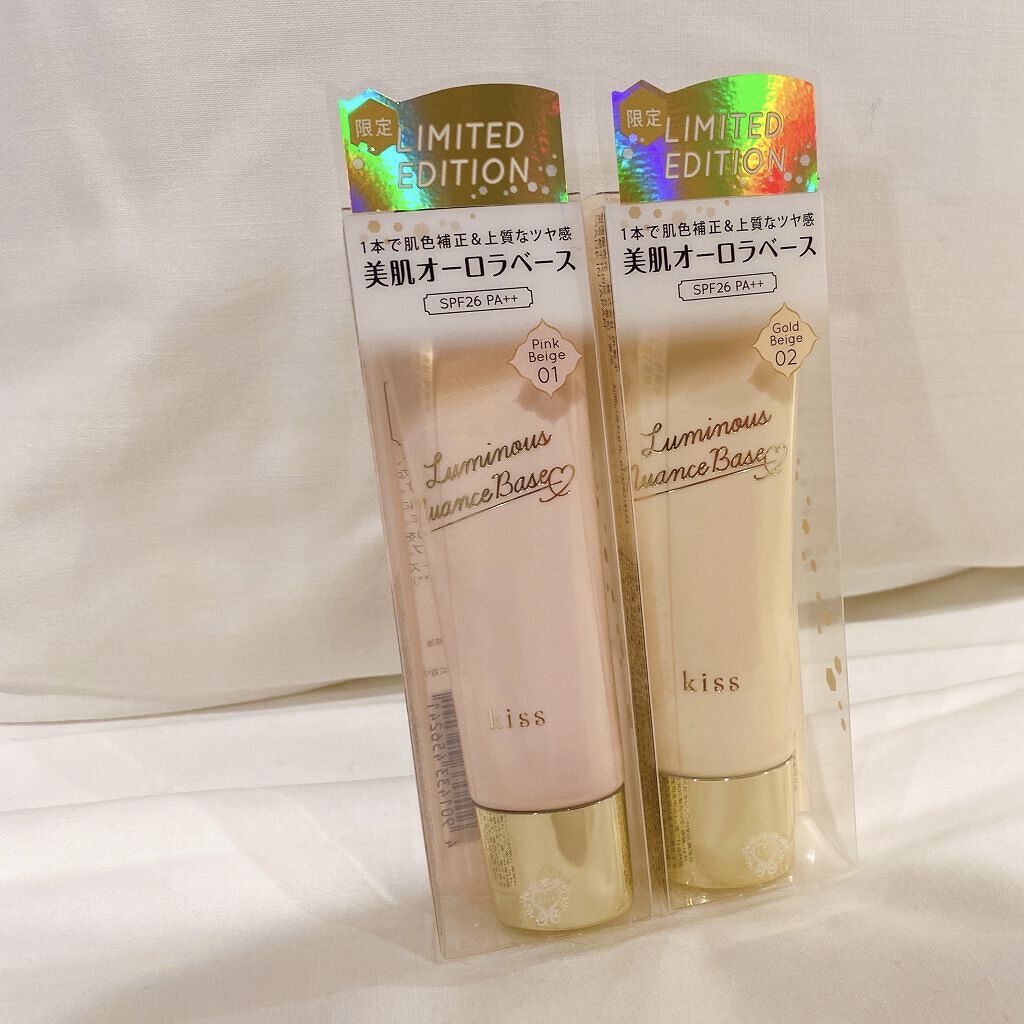 限定
LIMITED
EDITION
1本で肌色補正&上質なツヤ感
美肌オーロラベース
SPF26 PA++
Pink
Beige
01
Luminous
Nuance Base
kiss
限定
LIMITED
EDITION
1本で肌色補正&上質なツヤ感
美肌オーロラベース
SPF26 PA++
Gold
Beige
02
Luminous
Nuance Base
kiss